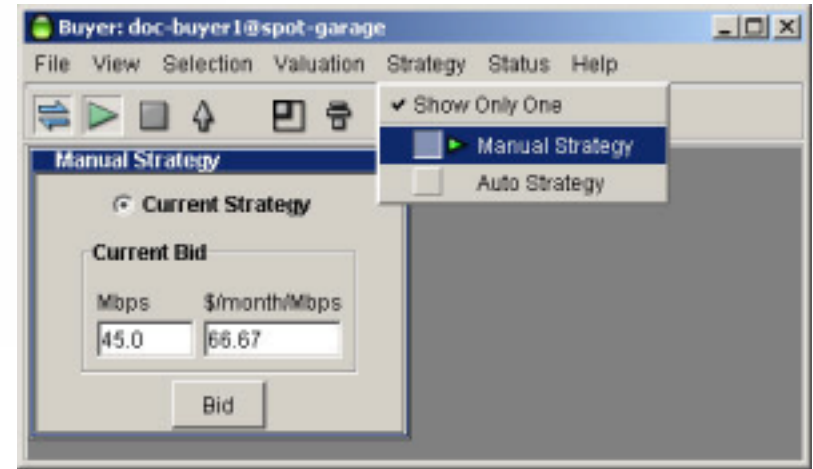 Buyer: doc-buyer1@spot-garage
File View Selection Valuation Strategy Status Help
Show Only One
Manual Strategy
Auto Strategy
Manual Strategy
Current Strategy
Current Bid
Mbps $/month/Mbps
45.0 66.67
Bid